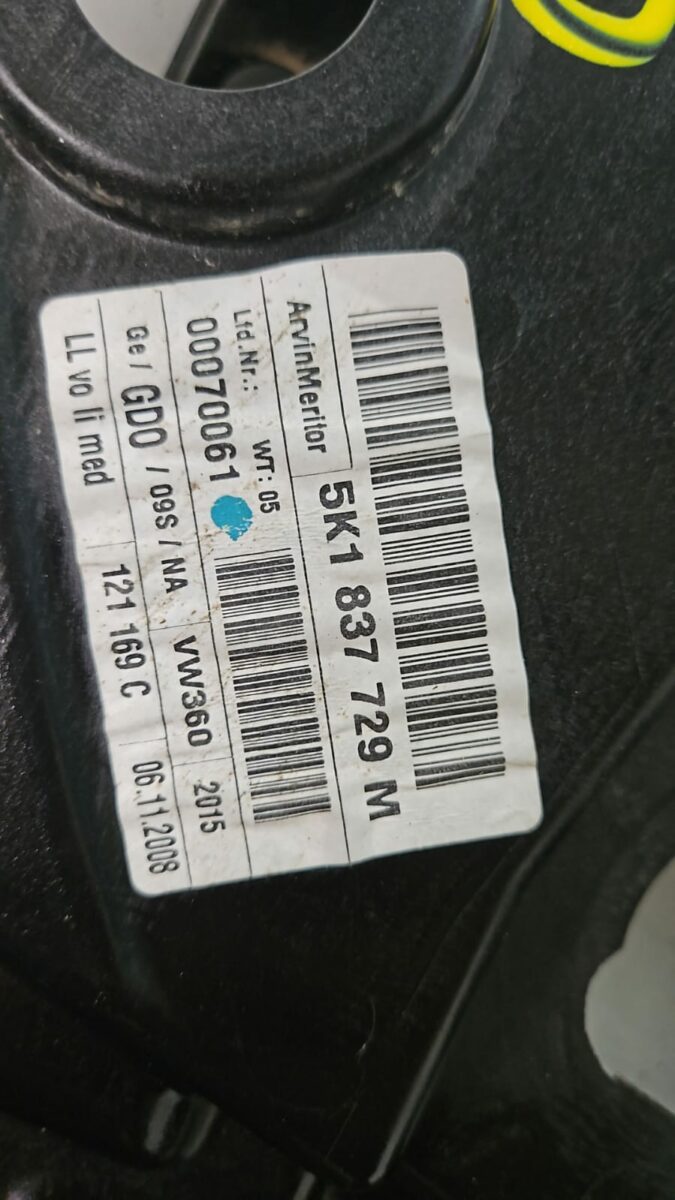 ArvinMeritor 5K1 837 729 M
Lfd.Nr.: WT: 05
00070061
Ge / GD0 / 09S / NA VW360 2015
LL vo li med 121 169 C 06.11.2008